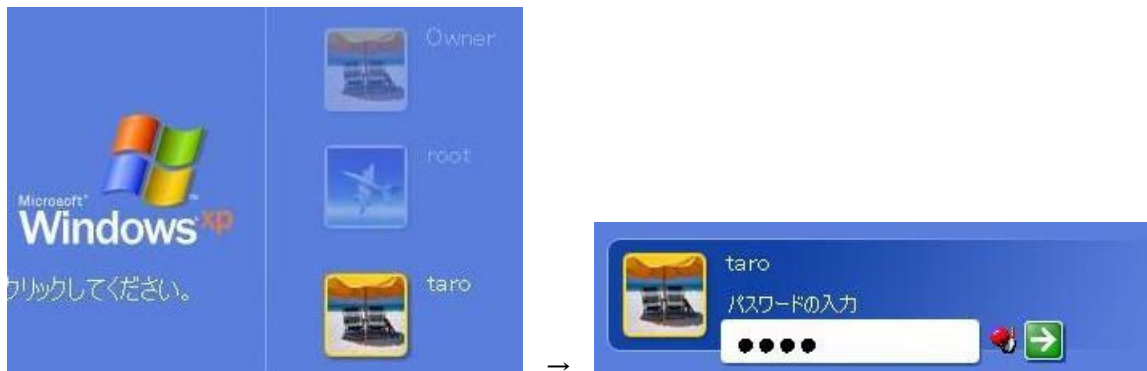 Owner
root
Microsoft®
Windows xp
クリックしてください。
taro
→
taro
パスワードの入力
●●●●